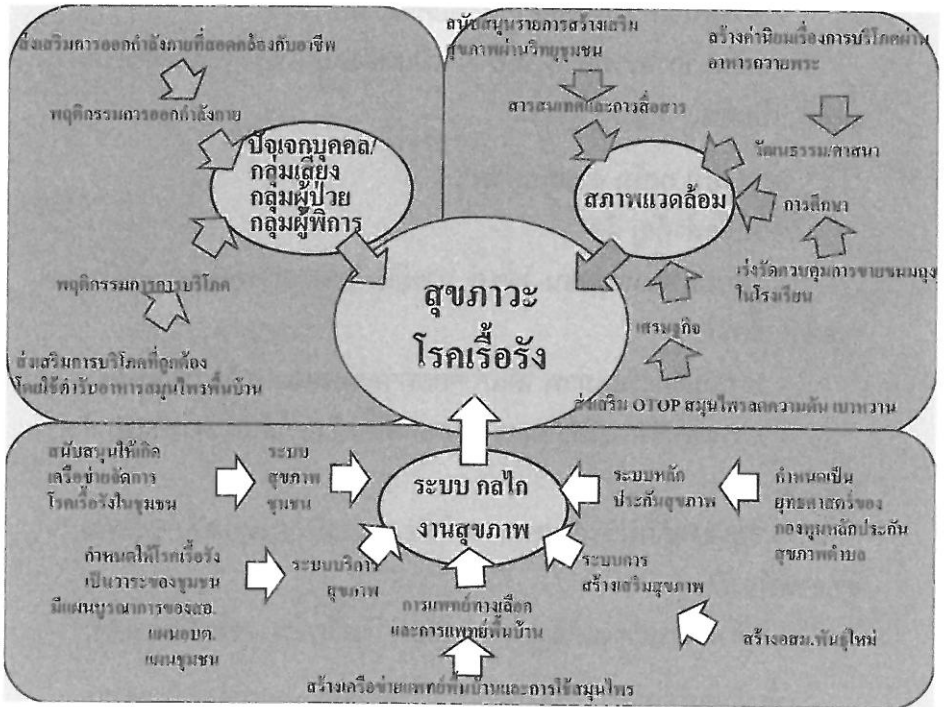 ส่งเสริมการออกกำลังกายที่สอดคล้องกับอาชีพ
พฤติกรรมการออกกำลังกาย
ปัจเจกบุคคล/
กลุ่มเสี่ยง
กลุ่มผู้ป่วย
กลุ่มผู้พิการ
พฤติกรรมการบริโภค
ส่งเสริมการบริโภคที่ถูกต้อง
โดยใช้ตำรับอาหารสมุนไพรพื้นบ้าน
สนับสนุนรายการสร้างเสริม
สุขภาพผ่านวิทยุชุมชน
สารสนเทศและการสื่อสาร
สร้างค่านิยมเรื่องการบริโภคผ่าน
อาหารถวายพระ
วัฒนธรรม/ศาสนา
สภาพแวดล้อม
การศึกษา
เร่งรัดควบคุมการขายขนมถุง
ในโรงเรียน
เศรษฐกิจ
ส่งเสริม OTOP สมุนไพรลดความดัน เบาหวาน
สุขภาวะ
โรคเรื้อรัง
สนับสนุนให้เกิด
เครือข่ายจัดการ
โรคเรื้อรังในชุมชน
ระบบ
สุขภาพ
ชุมชน
ระบบ กลไก
งานสุขภาพ
ระบบหลัก
ประกันสุขภาพ
กำหนดเป็น
ยุทธศาสตร์ของ
กองทุนหลักประกัน
สุขภาพตำบล
กำหนดให้โรคเรื้อรัง
เป็นวาระของชุมชน
มีแผนบูรณาการของสอ.
แผนอบต.
แผนชุมชน
ระบบบริการ
สุขภาพ
การแพทย์ทางเลือก
และการแพทย์พื้นบ้าน
ระบบการ
สร้างเสริมสุขภาพ
สร้างอสม.พันธุ์ใหม่
สร้างเครือข่ายแพทย์พื้นบ้านและการใช้สมุนไพร